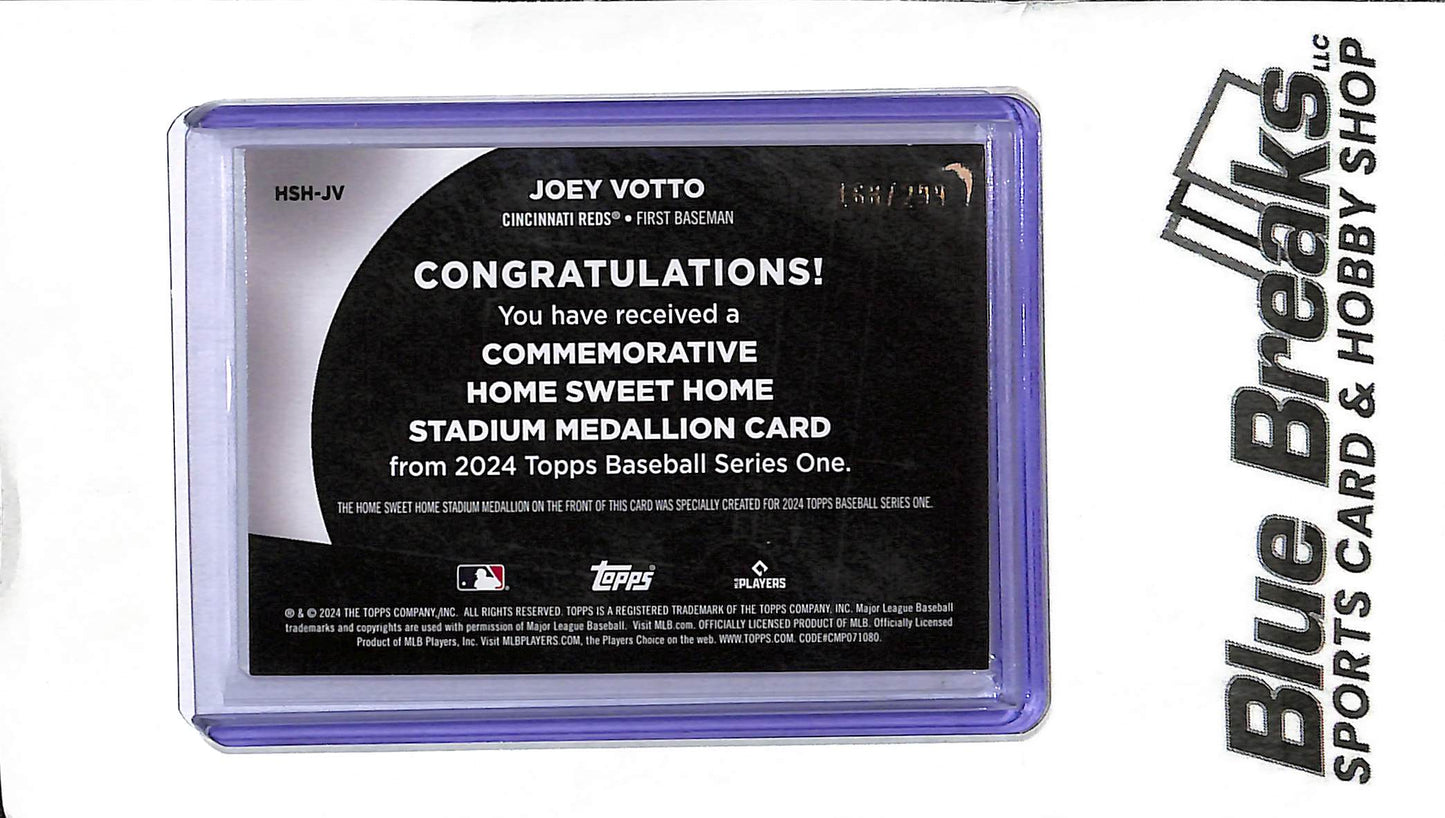 HSH-JV
JOEY VOTTO
CINCINNATI REDS® • FIRST BASEMAN
CONGRATULATIONS!
You have received a
COMMEMORATIVE
HOME SWEET HOME
STADIUM MEDALLION CARD
from 2024 Topps Baseball Series One.
THE HOME SWEET HOME STADIUM MEDALLION ON THE FRONT OF THIS CARD WAS SPECIALLY CREATED FOR 2024 TOPPS BASEBALL SERIES ONE.
Topps®
MLB PLAYERS
® & © 2024 THE TOPPS COMPANY, INC. ALL RIGHTS RESERVED. TOPPS IS A REGISTERED TRADEMARK OF THE TOPPS COMPANY, INC. Major League Baseball
trademarks and copyrights are used with permission of Major League Baseball. Visit MLB.com. OFFICIALLY LICENSED PRODUCT OF MLB. Officially Licensed
Product of MLB Players, Inc. Visit MLBPLAYERS.COM, the Players Choice on the web. WWW.TOPPS.COM. CODE#CMP071080.
Blue Breaks LLC
SPORTS CARD & HOBBY SHOP